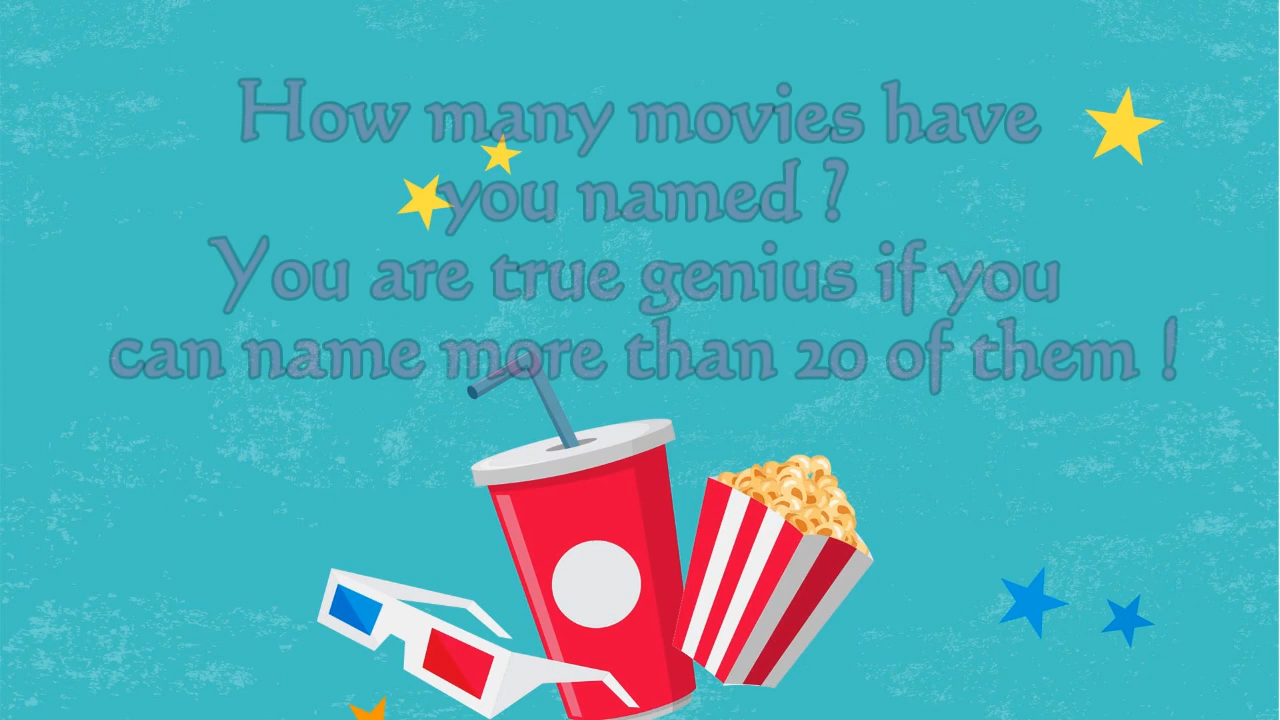 How many movies have
you named ?
You are true genius if you
can name more than 20 of them !